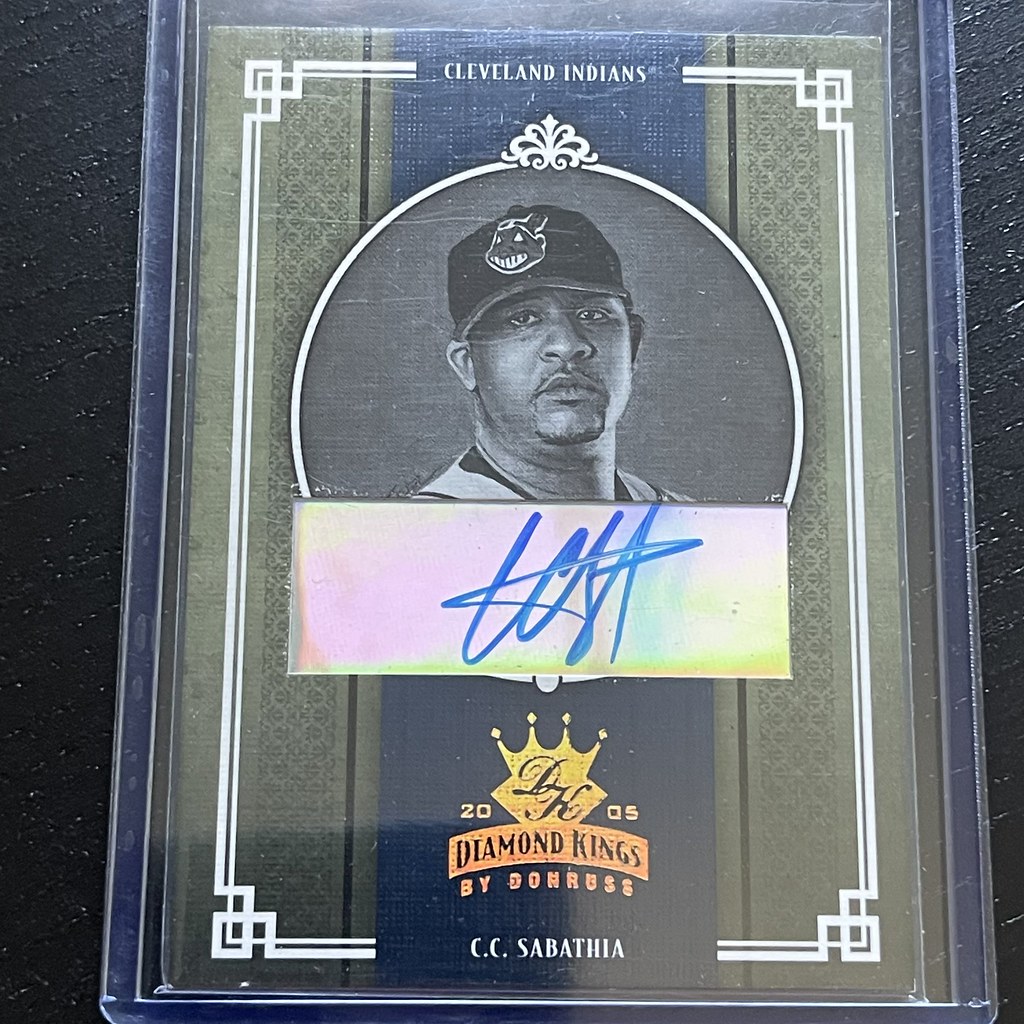 CLEVELAND INDIANS
DK
20 05
DIAMOND KINGS
BY DONRUSS
C.C. SABATHIA